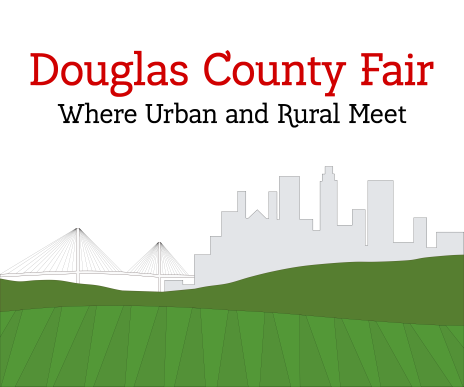 Douglas County Fair
Where Urban and Rural Meet